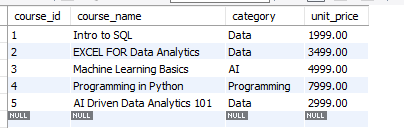 course_id course_name category unit_price
1 Intro to SQL Data 1999.00
2 EXCEL FOR Data Analytics Data 3499.00
3 Machine Learning Basics AI 4999.00
4 Programming in Python Programming 7999.00
5 AI Driven Data Analytics 101 Data 2999.00
NULL NULL NULL NULL